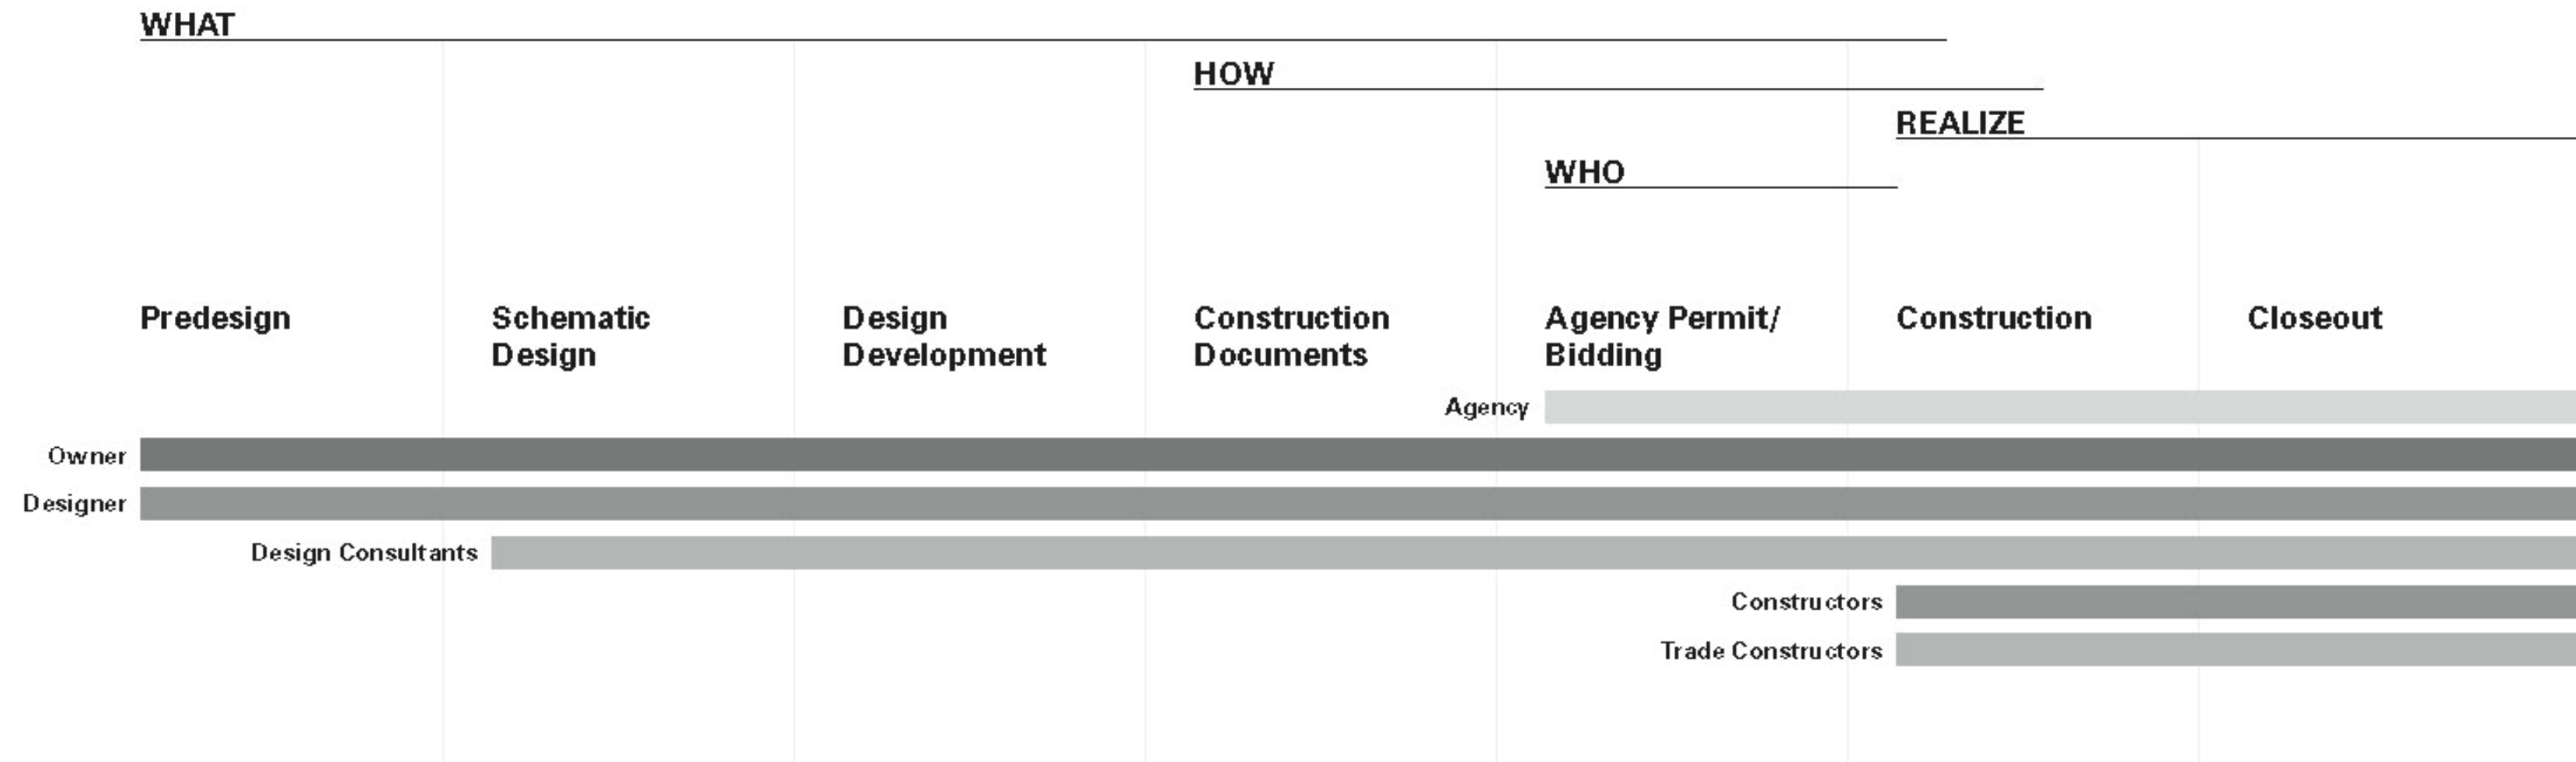 WHAT
HOW
REALIZE
WHO
Predesign
Schematic
Design
Design
Development
Construction
Documents
Agency Permit/
Bidding
Construction
Closeout
Agency
Owner
Designer
Design Consultants
Constructors
Trade Constructors